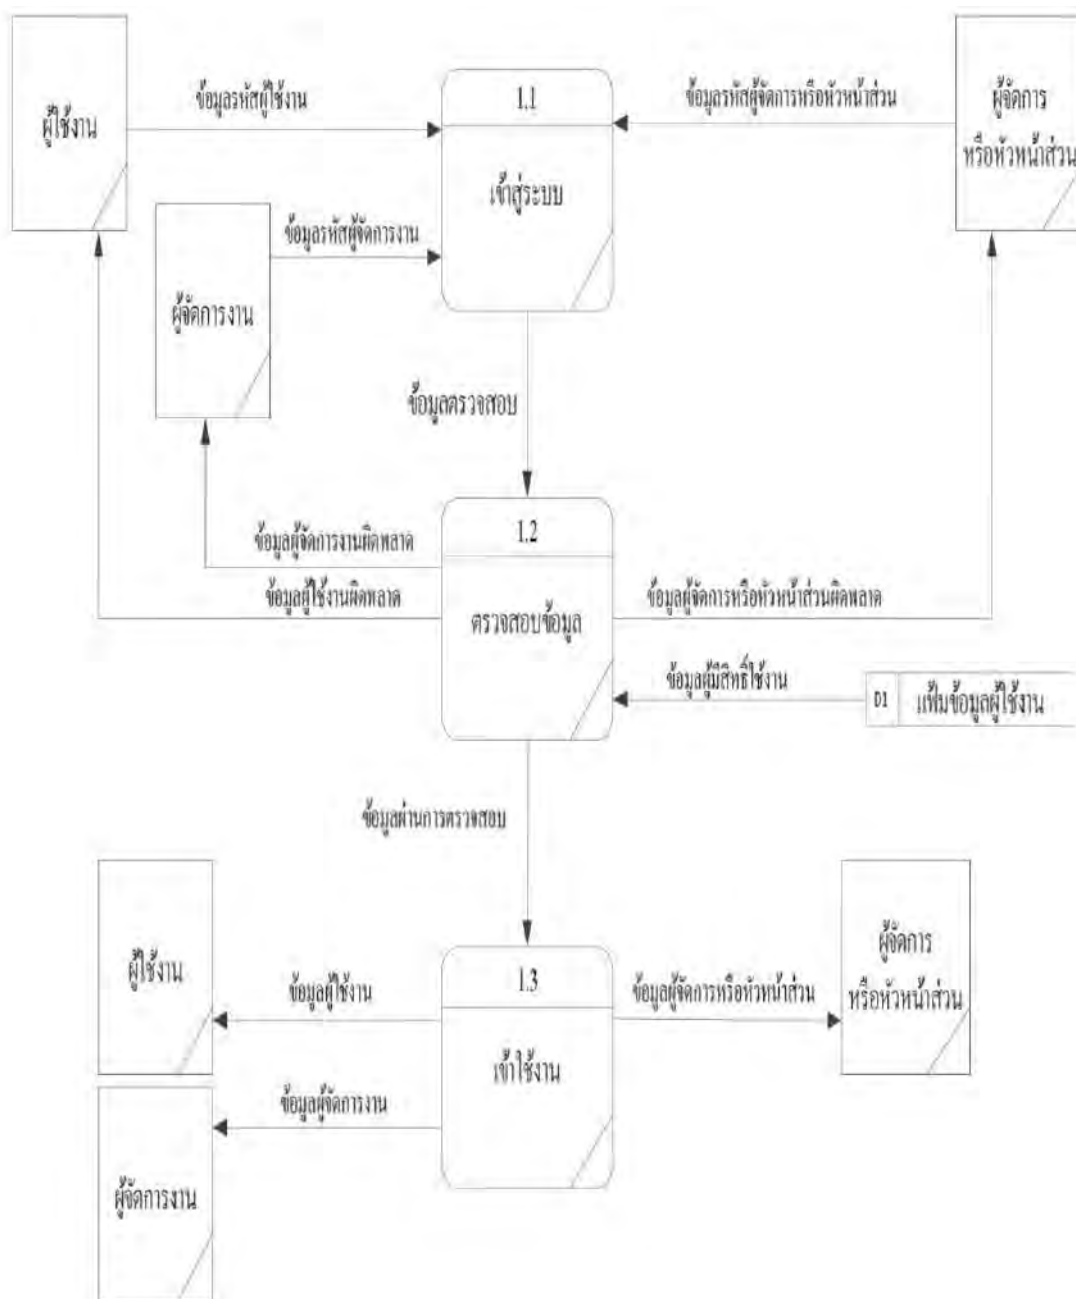 ผู้ใช้งาน
ข้อมูลรหัสผู้ใช้งาน
1.1
เข้าสู่ระบบ
ข้อมูลรหัสผู้จัดการหรือหัวหน้าส่วน
ผู้จัดการ
หรือหัวหน้าส่วน
ผู้จัดการงาน
ข้อมูลรหัสผู้จัดการงาน
ข้อมูลตรวจสอบ
1.2
ตรวจสอบข้อมูล
ข้อมูลผู้จัดการงานผิดพลาด
ข้อมูลผู้ใช้งานผิดพลาด
ข้อมูลผู้จัดการหรือหัวหน้าส่วนผิดพลาด
ข้อมูลผู้มีสิทธิ์ใช้งาน
D1
แฟ้มข้อมูลผู้ใช้งาน
ข้อมูลผ่านการตรวจสอบ
ผู้ใช้งาน
ข้อมูลผู้ใช้งาน
1.3
เข้าใช้งาน
ข้อมูลผู้จัดการหรือหัวหน้าส่วน
ผู้จัดการ
หรือหัวหน้าส่วน
ข้อมูลผู้จัดการงาน
ผู้จัดการงาน